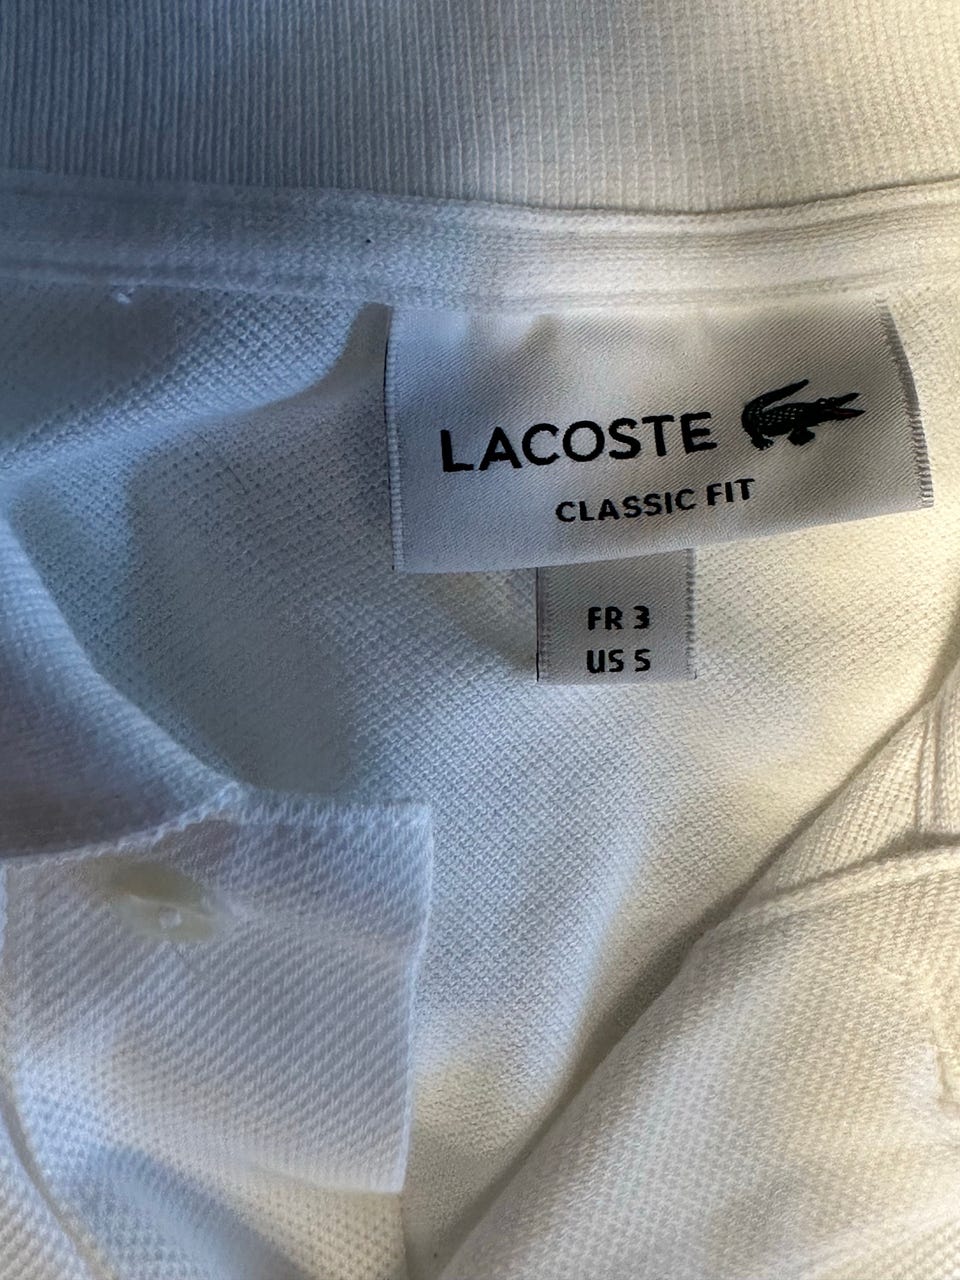 LACOSTE
CLASSIC FIT
FR 3
US 5